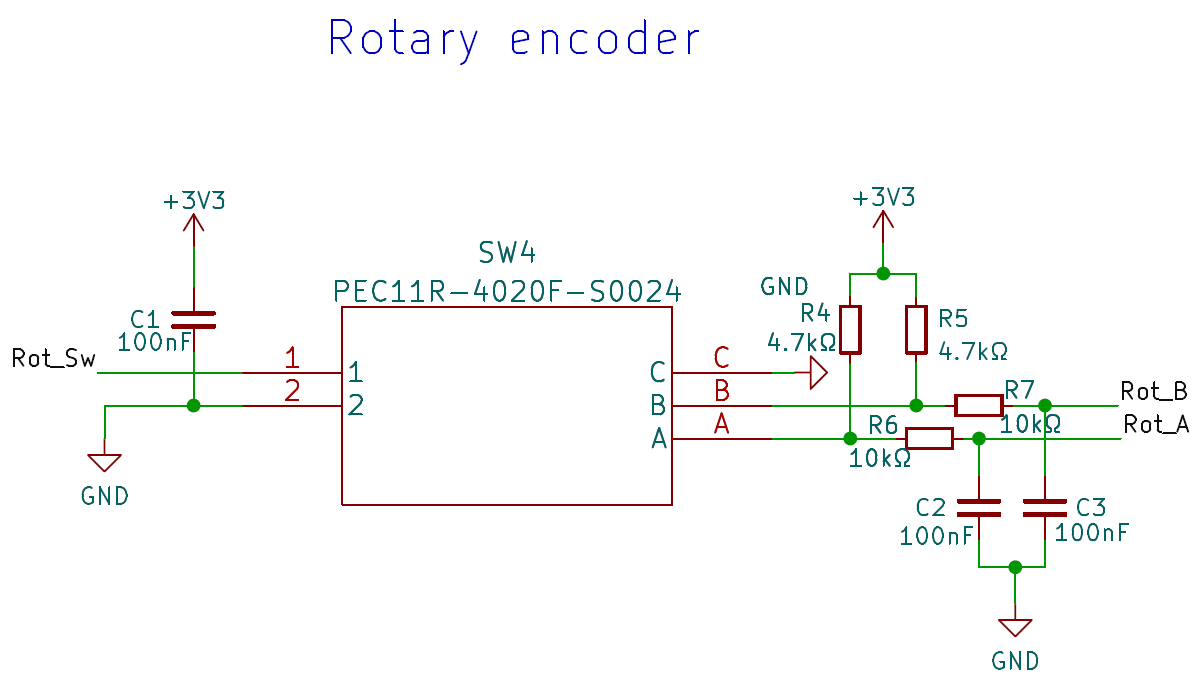 Rotary encoder
+3V3
+3V3
SW4
PEC11R-4020F-S0024
GND
C1
100nF
R4
4.7kΩ
R5
4.7kΩ
Rot_Sw
1
1
C
C
2
2
B
B
R7
10kΩ
Rot_B
A
A
R6
10kΩ
Rot_A
GND
C2
100nF
C3
100nF
GND